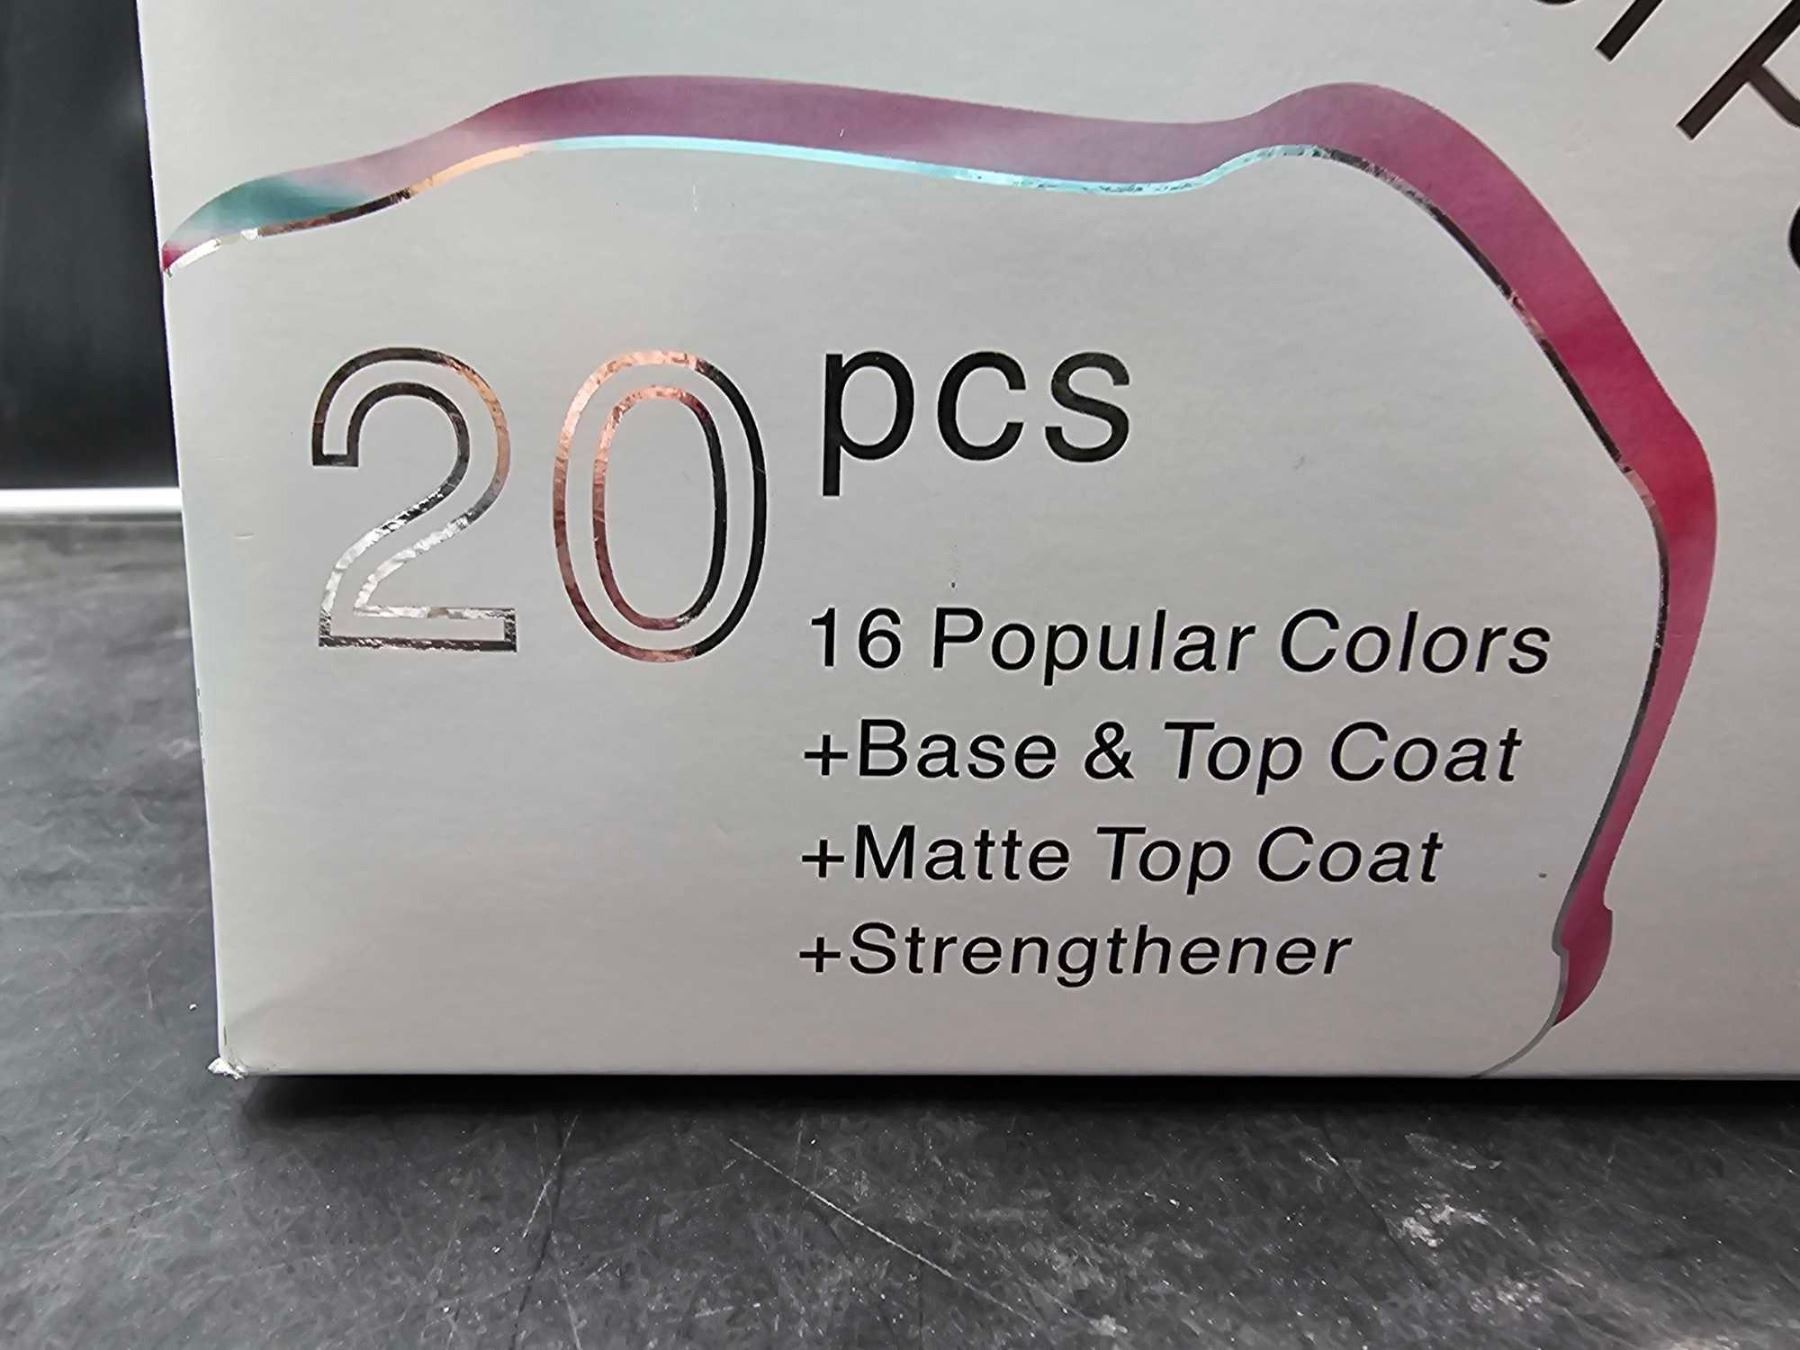 20 pcs
16 Popular Colors
+Base & Top Coat
+Matte Top Coat
+Strengthener